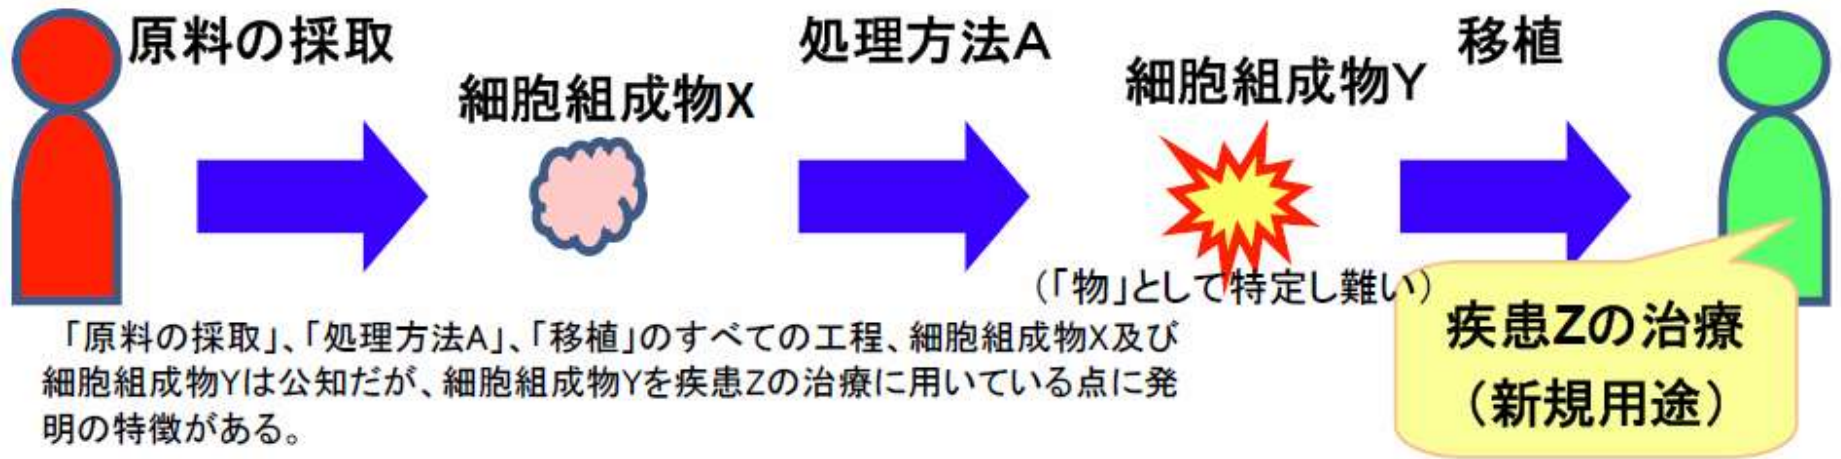 原料の採取
細胞組成物X
処理方法A
細胞組成物Y
移植
(「物」として特定し難い)
疾患Zの治療
(新規用途)
「原料の採取」、「処理方法A」、「移植」のすべての工程、細胞組成物X及び
細胞組成物Yは公知だが、細胞組成物Yを疾患Zの治療に用いている点に発
明の特徴がある。